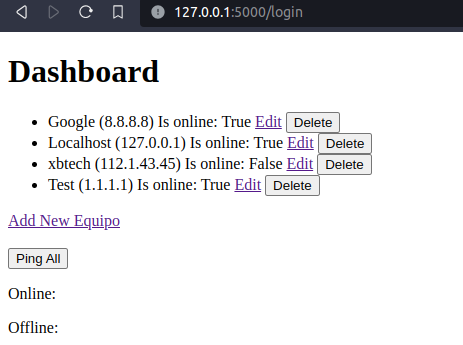 127.0.0.1:5000/login
Dashboard
Google (8.8.8.8) Is online: True Edit Delete
Localhost (127.0.0.1) Is online: True Edit Delete
xbtech (112.1.43.45) Is online: False Edit Delete
Test (1.1.1.1) Is online: True Edit Delete
Add New Equipo
Ping All
Online:
Offline: